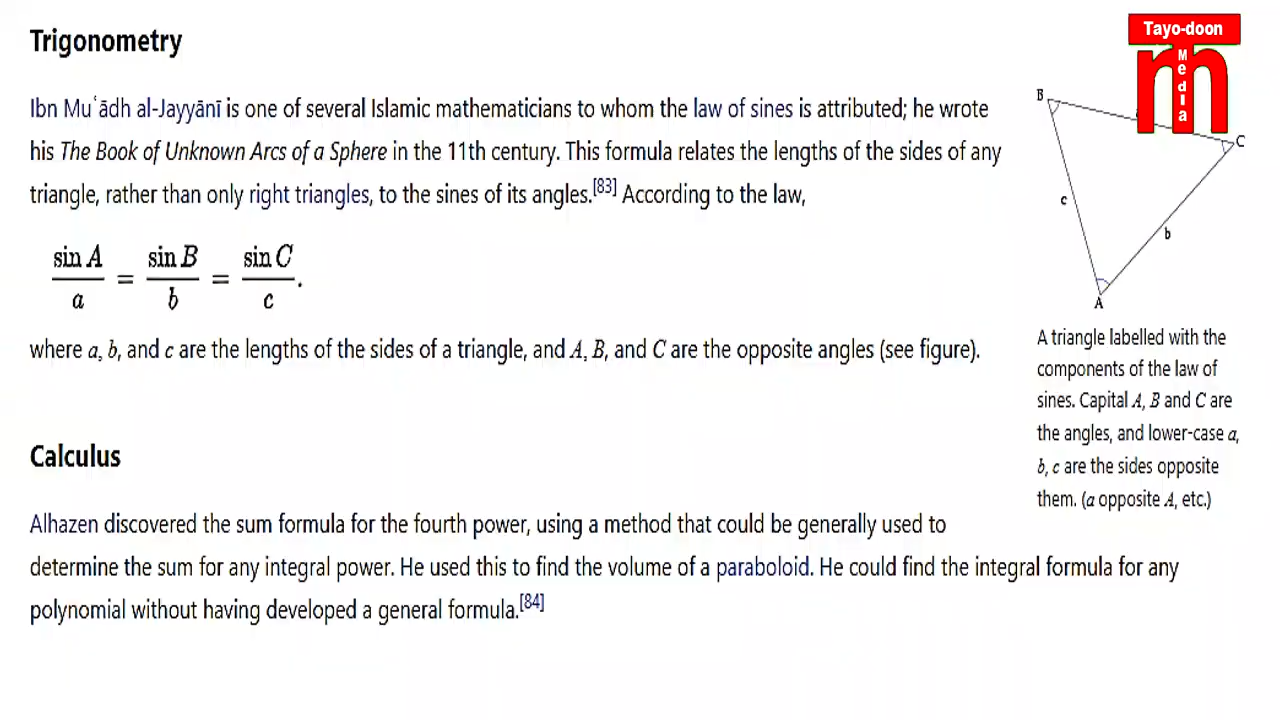 Trigonometry
Ibn Muʿādh al-Jayyānī is one of several Islamic mathematicians to whom the law of sines is attributed; he wrote
his The Book of Unknown Arcs of a Sphere in the 11th century. This formula relates the lengths of the sides of any
triangle, rather than only right triangles, to the sines of its angles.[83] According to the law,
sin A / a = sin B / b = sin C / c.
where a, b, and c are the lengths of the sides of a triangle, and A, B, and C are the opposite angles (see figure).
Calculus
Alhazen discovered the sum formula for the fourth power, using a method that could be generally used to
determine the sum for any integral power. He used this to find the volume of a paraboloid. He could find the integral formula for any
polynomial without having developed a general formula.[84]
Tayo-doon
m
Media
B
C
c
b
A
A triangle labelled with the
components of the law of
sines. Capital A, B and C are
the angles, and lower-case a,
b, c are the sides opposite
them. (a opposite A, etc.)